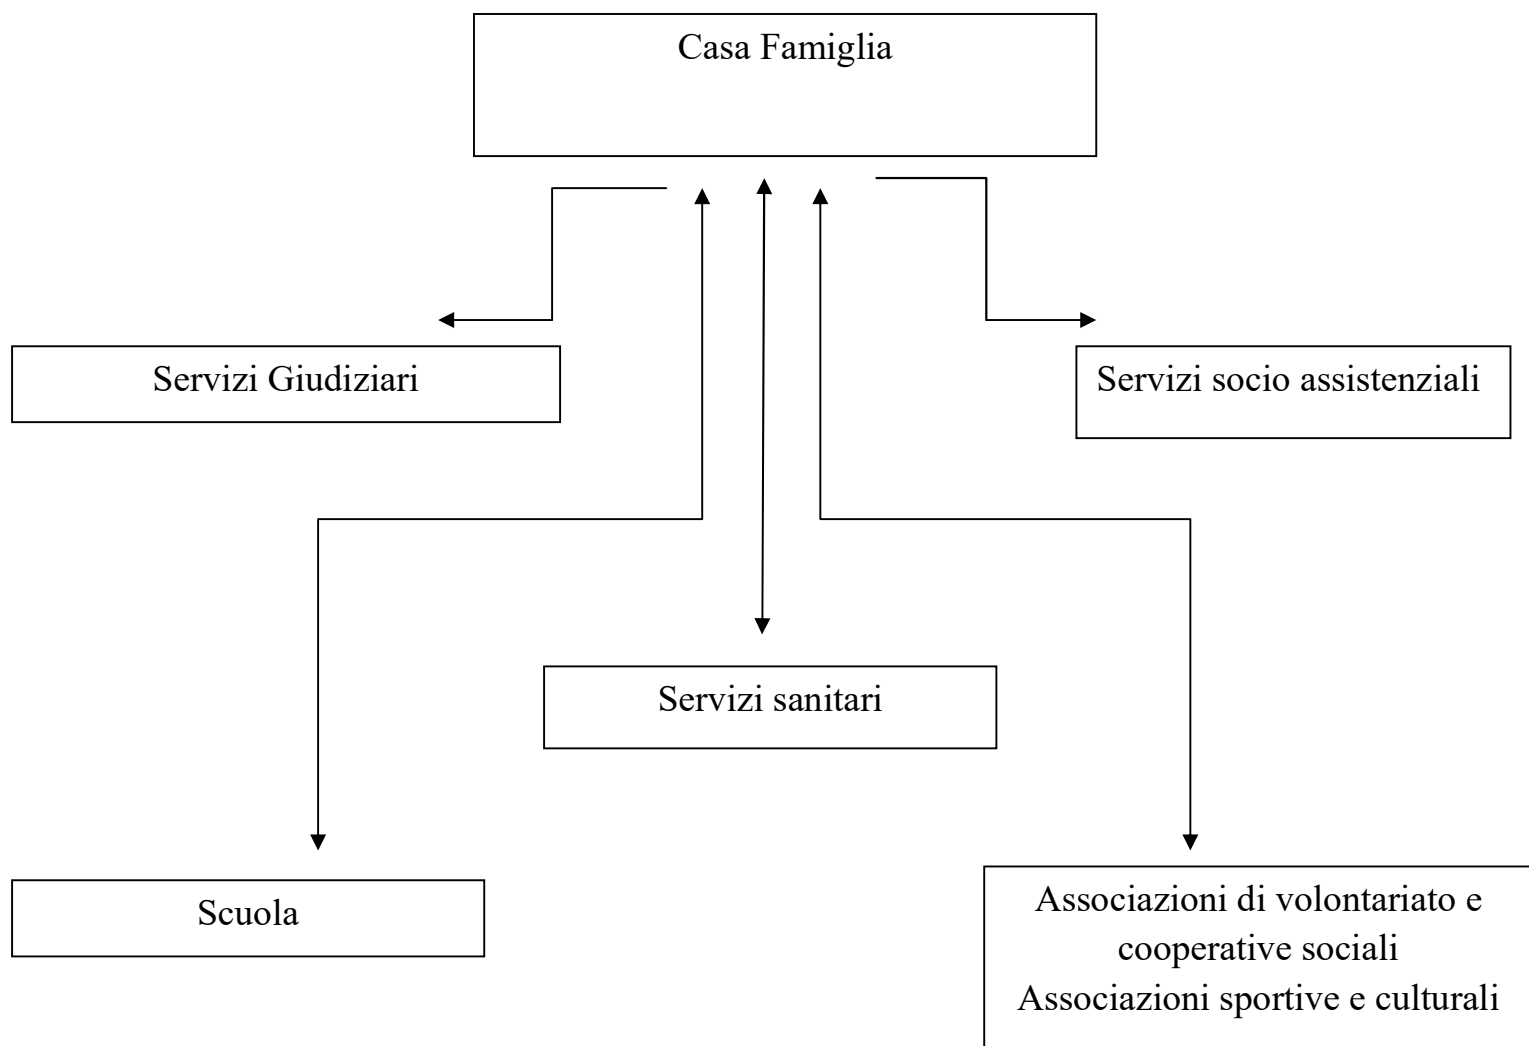 Casa Famiglia
Servizi Giudiziari
Servizi socio assistenziali
Servizi sanitari
Scuola
Associazioni di volontariato e
cooperative sociali
Associazioni sportive e culturali